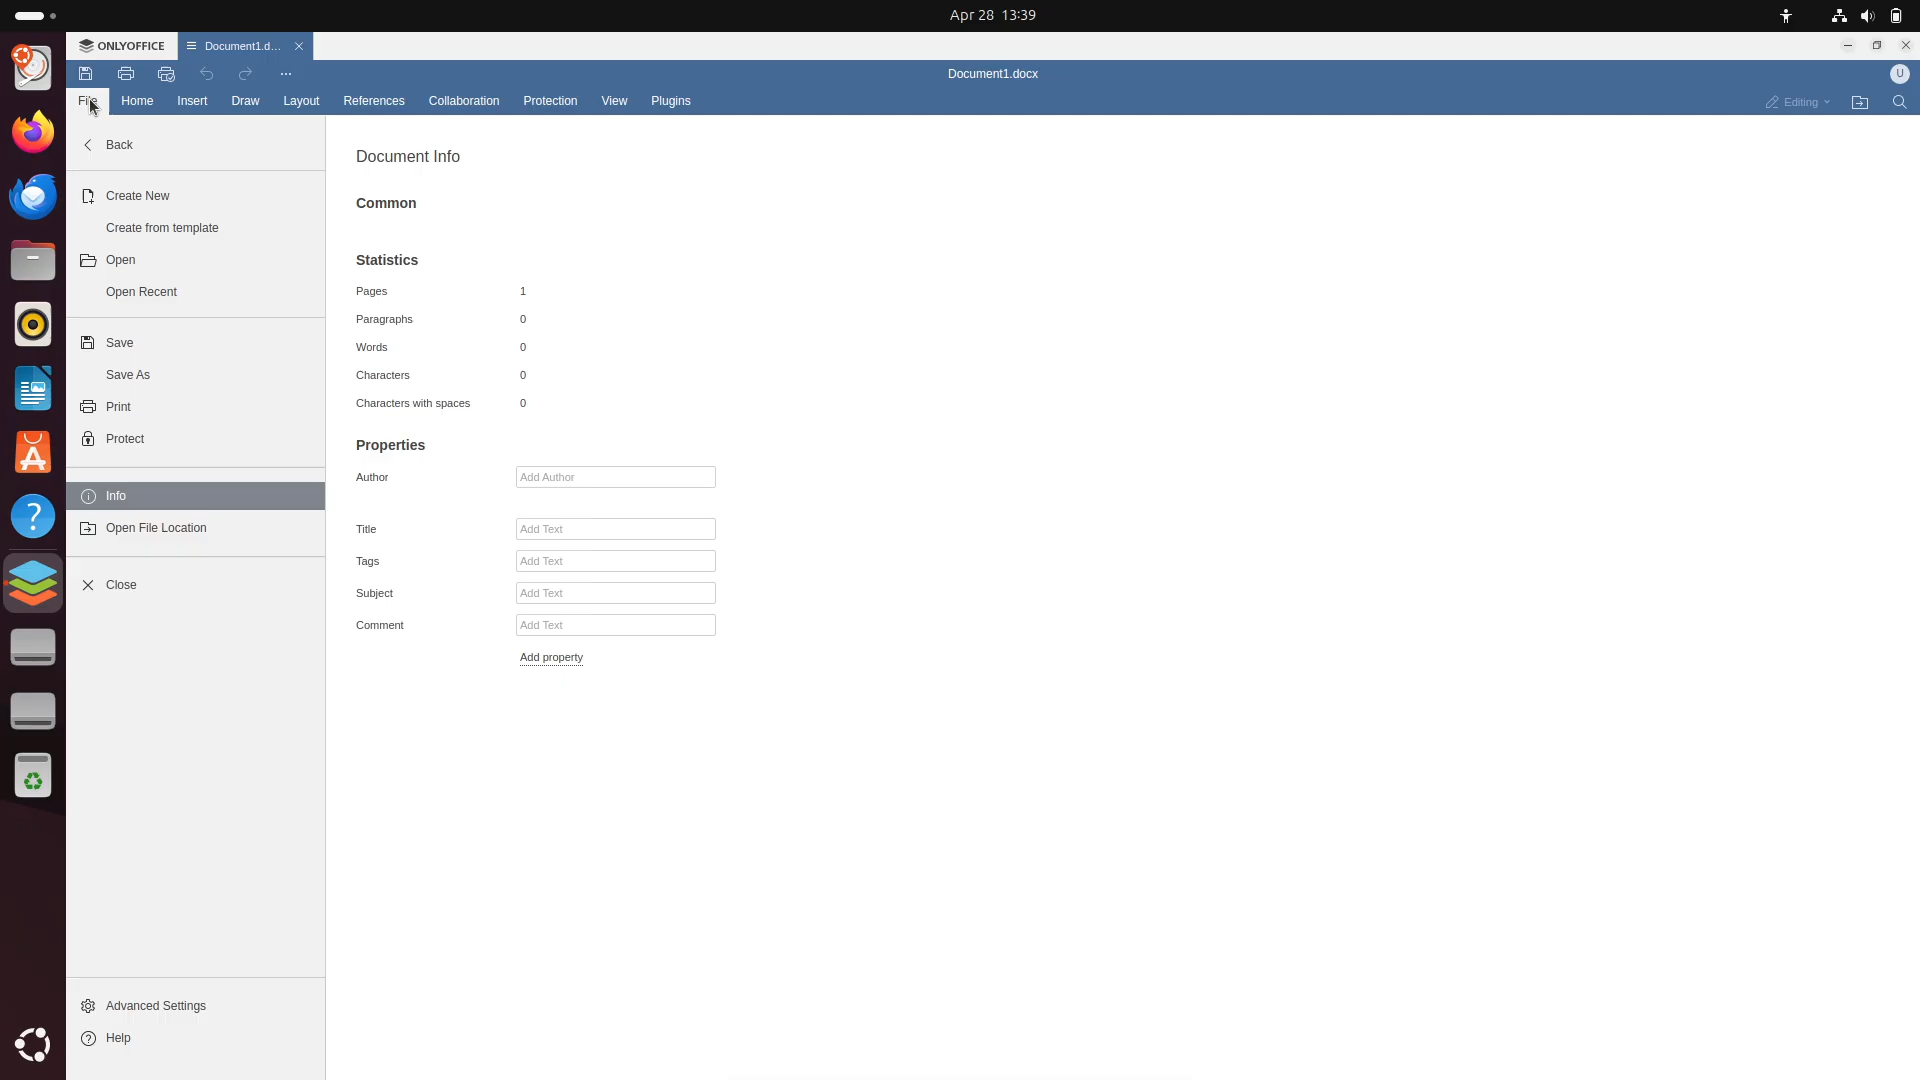 Apr 28 13:39
ONLYOFFICE
Document1.d...
Document1.docx
U
File Home Insert Draw Layout References Collaboration Protection View Plugins
Editing
Back
Create New
Create from template
Open
Open Recent
Save
Save As
Print
Protect
Info
Open File Location
Close
Advanced Settings
Help
Document Info
Common
Statistics
Pages 1
Paragraphs 0
Words 0
Characters 0
Characters with spaces 0
Properties
Author Add Author
Title Add Text
Tags Add Text
Subject Add Text
Comment Add Text
Add property